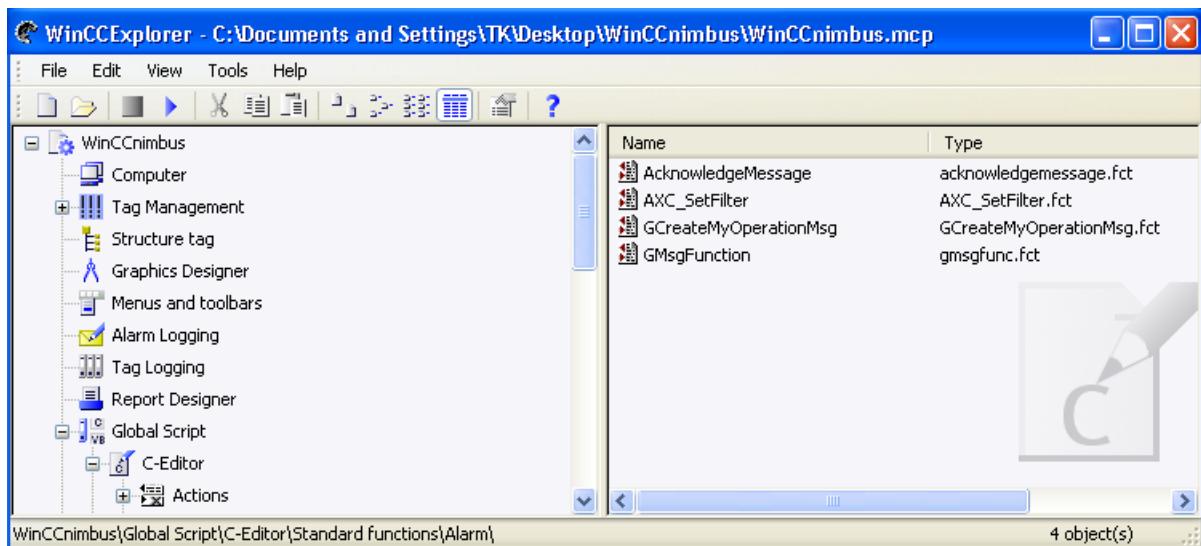 WinCCExplorer - C:\Documents and Settings\TK\Desktop\WinCCnimbus\WinCCnimbus.mcp
File Edit View Tools Help
WinCCnimbus
Computer
Tag Management
Structure tag
Graphics Designer
Menus and toolbars
Alarm Logging
Tag Logging
Report Designer
C VB Global Script
C-Editor
Actions
Name Type
AcknowledgeMessage acknowledgemessage.fct
AXC_SetFilter AXC_SetFilter.fct
GCreateMyOperationMsg GCreateMyOperationMsg.fct
GMsgFunction gmsgfunc.fct
C
WinCCnimbus\Global Script\C-Editor\Standard functions\Alarm\ 4 object(s)